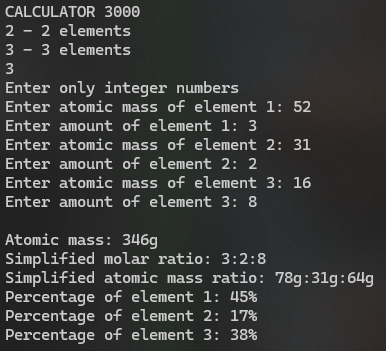 CALCULATOR 3000
2 - 2 elements
3 - 3 elements
3
Enter only integer numbers
Enter atomic mass of element 1: 52
Enter amount of element 1: 3
Enter atomic mass of element 2: 31
Enter amount of element 2: 2
Enter atomic mass of element 3: 16
Enter amount of element 3: 8

Atomic mass: 346g
Simplified molar ratio: 3:2:8
Simplified atomic mass ratio: 78g:31g:64g
Percentage of element 1: 45%
Percentage of element 2: 17%
Percentage of element 3: 38%